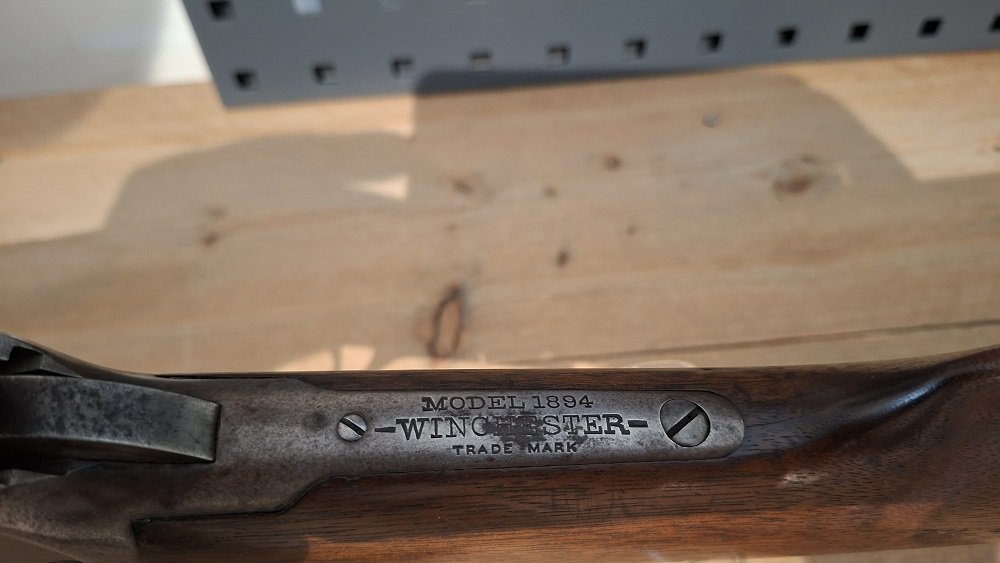 MODEL 1894
-WINCHESTER-
TRADE MARK